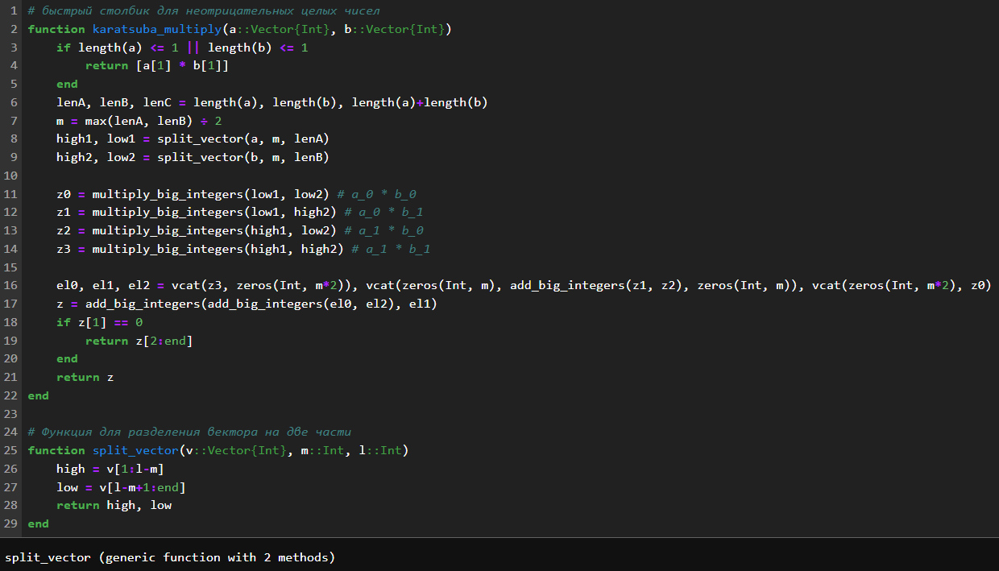 1 # быстрый столбик для неотрицательных целых чисел
2 function karatsuba_multiply(a::Vector{Int}, b::Vector{Int})
3     if length(a) <= 1 || length(b) <= 1
4         return [a[1] * b[1]]
5     end
6     lenA, lenB, lenC = length(a), length(b), length(a)+length(b)
7     m = max(lenA, lenB) ÷ 2
8     high1, low1 = split_vector(a, m, lenA)
9     high2, low2 = split_vector(b, m, lenB)
10
11     z0 = multiply_big_integers(low1, low2) # a_0 * b_0
12     z1 = multiply_big_integers(low1, high2) # a_0 * b_1
13     z2 = multiply_big_integers(high1, low2) # a_1 * b_0
14     z3 = multiply_big_integers(high1, high2) # a_1 * b_1
15
16     el0, el1, el2 = vcat(z3, zeros(Int, m*2)), vcat(zeros(Int, m), add_big_integers(z1, z2), zeros(Int, m)), vcat(zeros(Int, m*2), z0)
17     z = add_big_integers(add_big_integers(el0, el2), el1)
18     if z[1] == 0
19         return z[2:end]
20     end
21     return z
22 end
23
24 # Функция для разделения вектора на две части
25 function split_vector(v::Vector{Int}, m::Int, l::Int)
26     high = v[1:l-m]
27     low = v[l-m+1:end]
28     return high, low
29 end
split_vector (generic function with 2 methods)